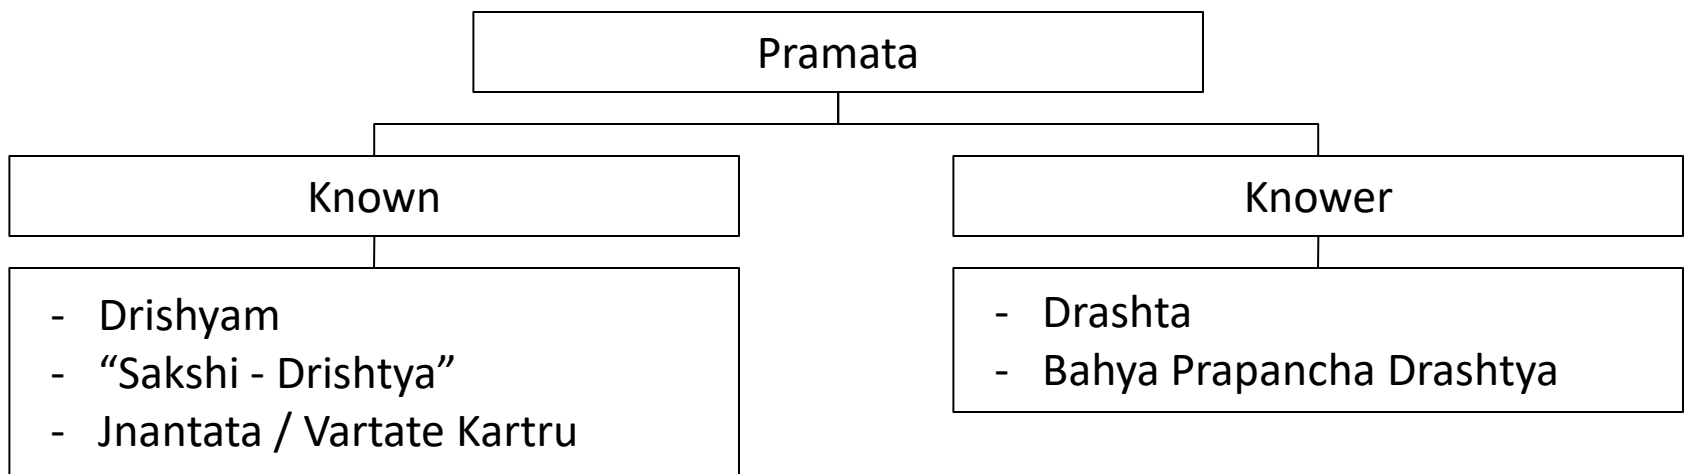 Pramata
Known
Knower
- Drishyam
- “Sakshi - Drishtya”
- Jnantata / Vartate Kartru
- Drashta
- Bahya Prapancha Drashtya